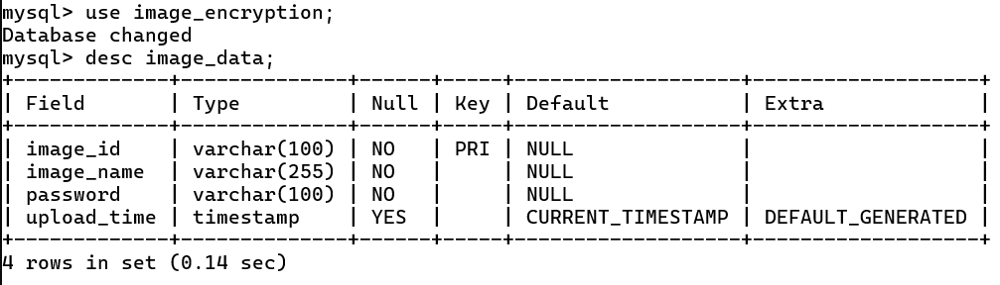 mysql> use image_encryption;
Database changed
mysql> desc image_data;
+-------------+--------------+------+-----+-------------------+-------------------+
| Field       | Type         | Null | Key | Default           | Extra             |
+-------------+--------------+------+-----+-------------------+-------------------+
| image_id    | varchar(100) | NO   | PRI | NULL              |                   |
| image_name  | varchar(255) | NO   |     | NULL              |                   |
| password    | varchar(100) | NO   |     | NULL              |                   |
| upload_time | timestamp    | YES  |     | CURRENT_TIMESTAMP | DEFAULT_GENERATED |
+-------------+--------------+------+-----+-------------------+-------------------+
4 rows in set (0.14 sec)